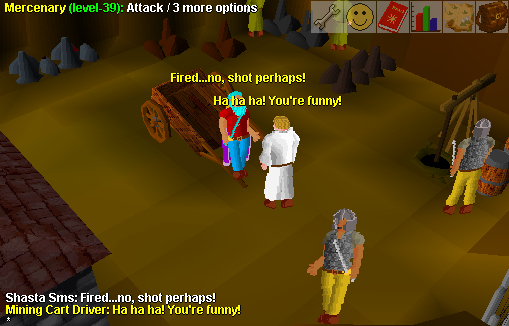 Mercenary (level-39): Attack / 3 more options
Fired...no, shot perhaps!
Ha ha ha! You're funny!
Shasta Sms: Fired...no, shot perhaps!
Mining Cart Driver: Ha ha ha! You're funny!
*